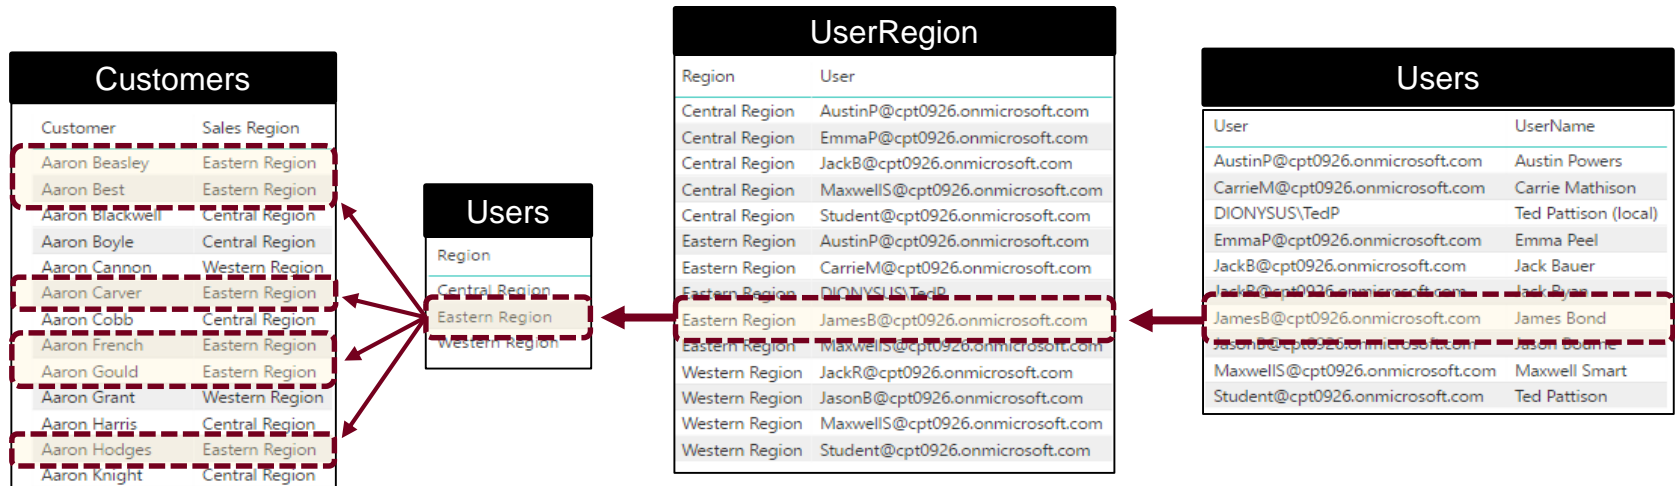 Customers
Customer Sales Region
Aaron Beasley Eastern Region
Aaron Best Eastern Region
Aaron Blackwell Central Region
Aaron Boyle Central Region
Aaron Cannon Western Region
Aaron Carver Eastern Region
Aaron Cobb Central Region
Aaron French Eastern Region
Aaron Gould Eastern Region
Aaron Grant Western Region
Aaron Harris Central Region
Aaron Hodges Eastern Region
Aaron Knight Central Region
Users
Region
Central Region
Eastern Region
Western Region
UserRegion
Region User
Central Region AustinP@cpt0926.onmicrosoft.com
Central Region EmmaP@cpt0926.onmicrosoft.com
Central Region JackB@cpt0926.onmicrosoft.com
Central Region MaxwellS@cpt0926.onmicrosoft.com
Central Region Student@cpt0926.onmicrosoft.com
Eastern Region AustinP@cpt0926.onmicrosoft.com
Eastern Region CarrieM@cpt0926.onmicrosoft.com
Eastern Region DIONYSUS\TedP
Eastern Region JamesB@cpt0926.onmicrosoft.com
Eastern Region MaxwellS@cpt0926.onmicrosoft.com
Western Region JackR@cpt0926.onmicrosoft.com
Western Region JasonB@cpt0926.onmicrosoft.com
Western Region MaxwellS@cpt0926.onmicrosoft.com
Western Region Student@cpt0926.onmicrosoft.com
Users
User UserName
AustinP@cpt0926.onmicrosoft.com Austin Powers
CarrieM@cpt0926.onmicrosoft.com Carrie Mathison
DIONYSUS\TedP Ted Pattison (local)
EmmaP@cpt0926.onmicrosoft.com Emma Peel
JackB@cpt0926.onmicrosoft.com Jack Bauer
JackR@cpt0926.onmicrosoft.com Jack Ryan
JamesB@cpt0926.onmicrosoft.com James Bond
JasonB@cpt0926.onmicrosoft.com Jason Bourne
MaxwellS@cpt0926.onmicrosoft.com Maxwell Smart
Student@cpt0926.onmicrosoft.com Ted Pattison